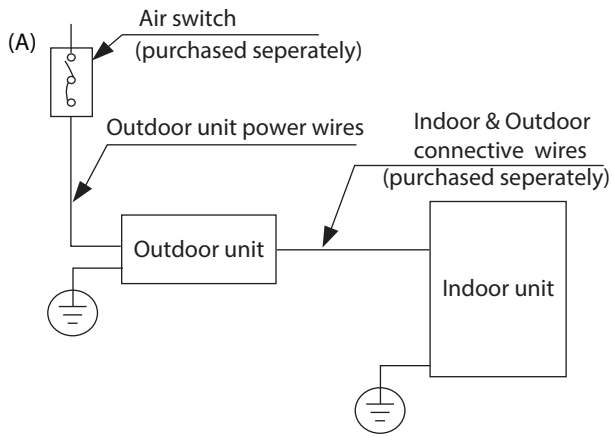 (A)
Air switch
(purchased seperately)
Outdoor unit power wires
Indoor & Outdoor
connective wires
(purchased seperately)
Outdoor unit
Indoor unit